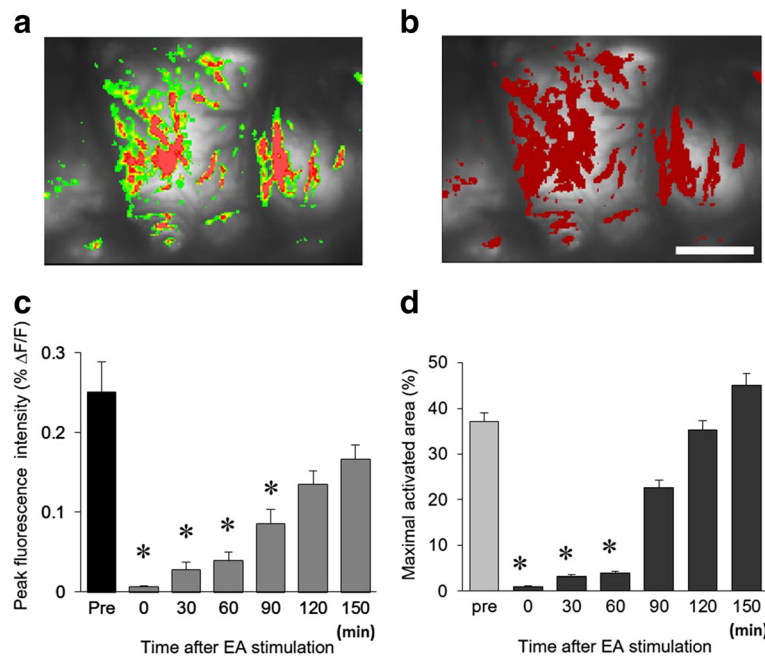 a
b
c
Peak fluorescence intensity (% ΔF/F)
0.3
0.2
0.1
0
*
*
*
*
Pre 0 30 60 90 120 150
(min)
Time after EA stimulation
d
Maximal activated area (%)
50
40
30
20
10
0
*
*
*
pre 0 30 60 90 120 150
(min)
Time after EA stimulation